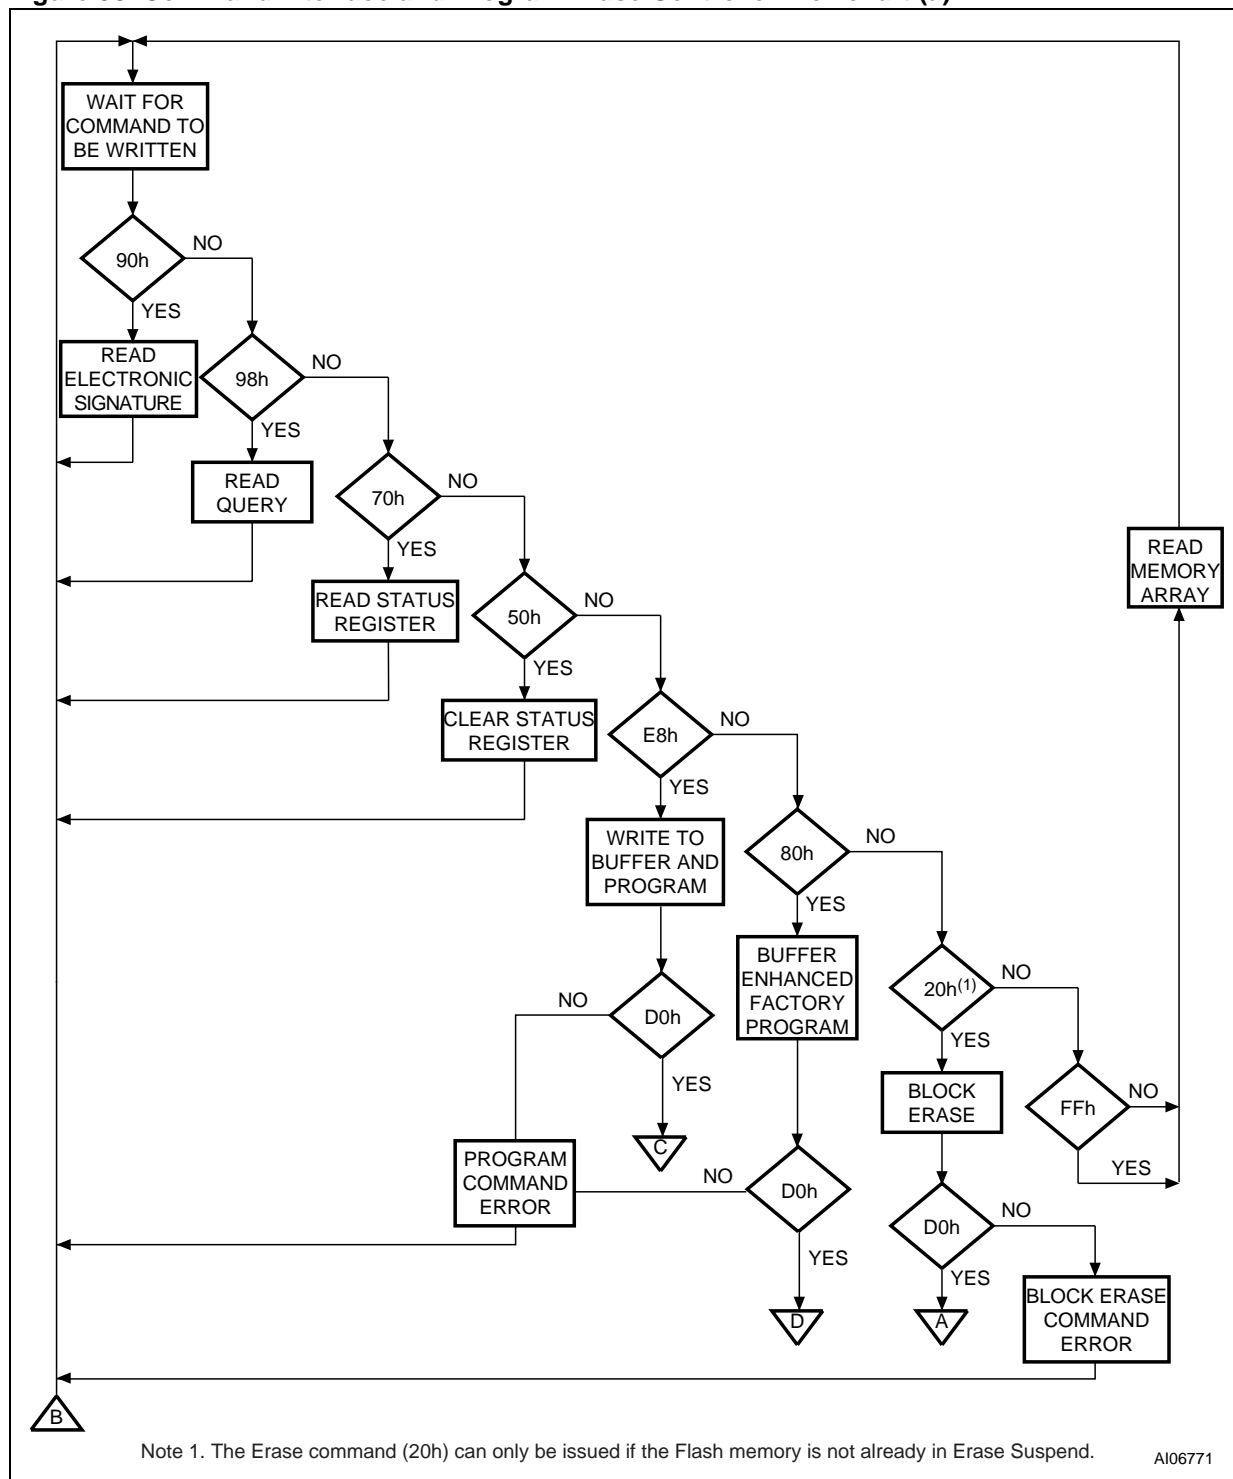 WAIT FOR
COMMAND TO
BE WRITTEN
90h
NO
YES
READ
ELECTRONIC
SIGNATURE
98h
NO
YES
READ
QUERY
70h
NO
YES
READ STATUS
REGISTER
50h
NO
YES
CLEAR STATUS
REGISTER
READ
MEMORY
ARRAY
E8h
NO
YES
WRITE TO
BUFFER AND
PROGRAM
80h
NO
YES
BUFFER
ENHANCED
FACTORY
PROGRAM
D0h
NO
YES
C
20h(1)
NO
YES
BLOCK
ERASE
FFh
NO
YES
PROGRAM
COMMAND
ERROR
NO
D0h
YES
D
D0h
NO
YES
A
BLOCK ERASE
COMMAND
ERROR
B
Note 1. The Erase command (20h) can only be issued if the Flash memory is not already in Erase Suspend.
AI06771